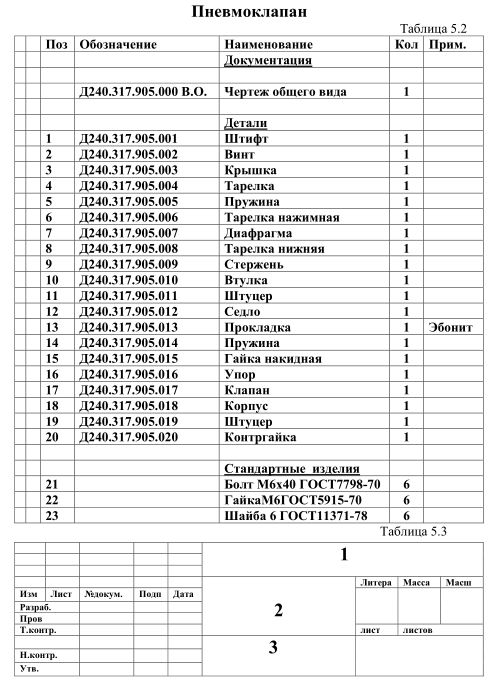 Пневмоклапан
Таблица 5.2
Поз Обозначение Наименование Кол Прим.
Документация
Д240.317.905.000 В.О. Чертеж общего вида 1
Детали
1 Д240.317.905.001 Штифт 1
2 Д240.317.905.002 Винт 1
3 Д240.317.905.003 Крышка 1
4 Д240.317.905.004 Тарелка 1
5 Д240.317.905.005 Пружина 1
6 Д240.317.905.006 Тарелка нажимная 1
7 Д240.317.905.007 Диафрагма 1
8 Д240.317.905.008 Тарелка нижняя 1
9 Д240.317.905.009 Стержень 1
10 Д240.317.905.010 Втулка 1
11 Д240.317.905.011 Штуцер 1
12 Д240.317.905.012 Седло 1
13 Д240.317.905.013 Прокладка 1 Эбонит
14 Д240.317.905.014 Пружина 1
15 Д240.317.905.015 Гайка накидная 1
16 Д240.317.905.016 Упор 1
17 Д240.317.905.017 Клапан 1
18 Д240.317.905.018 Корпус 1
19 Д240.317.905.019 Штуцер 1
20 Д240.317.905.020 Контргайка 1
Стандартные изделия
21 Болт М6х40 ГОСТ7798-70 6
22 ГайкаМ6ГОСТ5915-70 6
23 Шайба 6 ГОСТ11371-78 6
Таблица 5.3
1
Литера Масса Масш
Изм Лист №докум. Подп Дата
2
Разраб.
Пров
Т.контр. лист листов
3
Н.контр.
Утв.